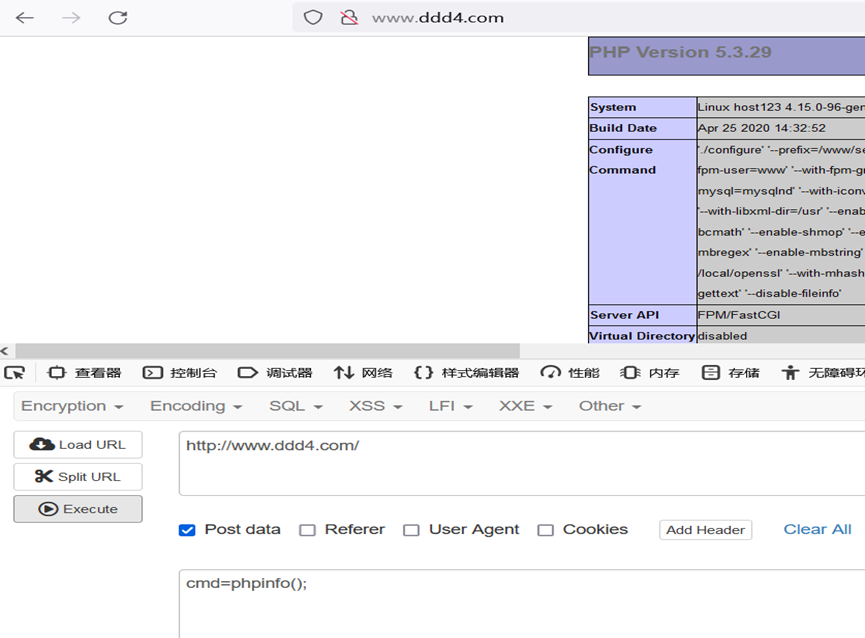 www.ddd4.com
PHP Version 5.3.29
System Linux host123 4.15.0-96-gen
Build Date Apr 25 2020 14:32:52
Configure './configure' '--prefix=/www/se
Command fpm-user=www' '--with-fpm-g
mysql=mysqlnd' '--with-iconv
'--with-libxml-dir=/usr' '--enab
bcmath' '--enable-shmop' '--e
mbregex' '--enable-mbstring'
/local/openssl' '--with-mhash
gettext' '--disable-fileinfo'
Server API FPM/FastCGI
Virtual Directory disabled
查看器 控制台 调试器 网络 样式编辑器 性能 内存 存储 无障碍环
Encryption Encoding SQL XSS LFI XXE Other
Load URL http://www.ddd4.com/
Split URL
Execute
Post data Referer User Agent Cookies Add Header Clear All
cmd=phpinfo();